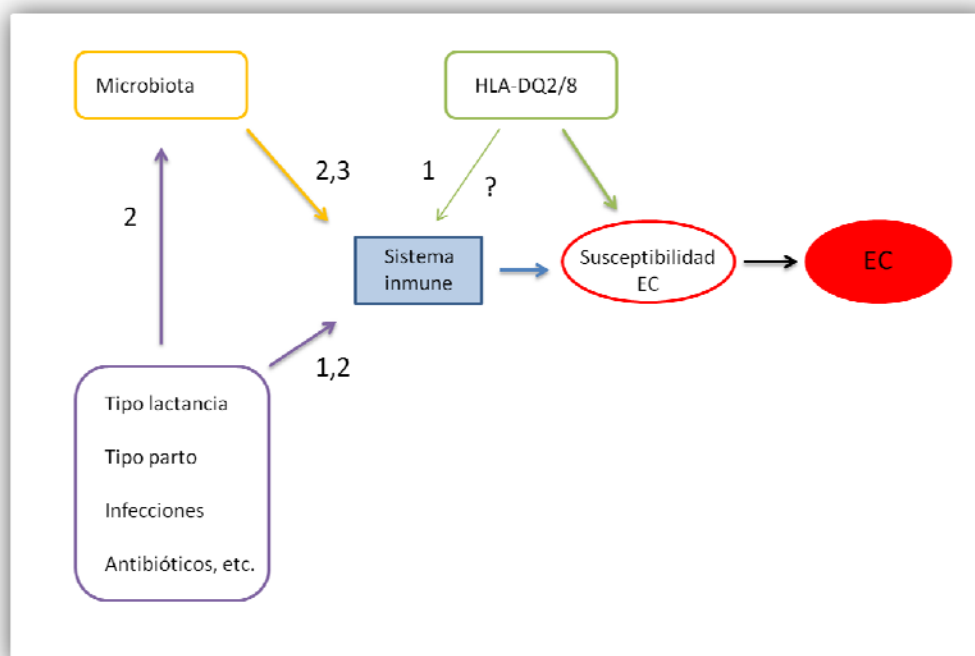 Microbiota
HLA-DQ2/8
2,3
1
?
2
Sistema
inmune
Susceptibilidad
EC
EC
1,2
Tipo lactancia
Tipo parto
Infecciones
Antibióticos, etc.